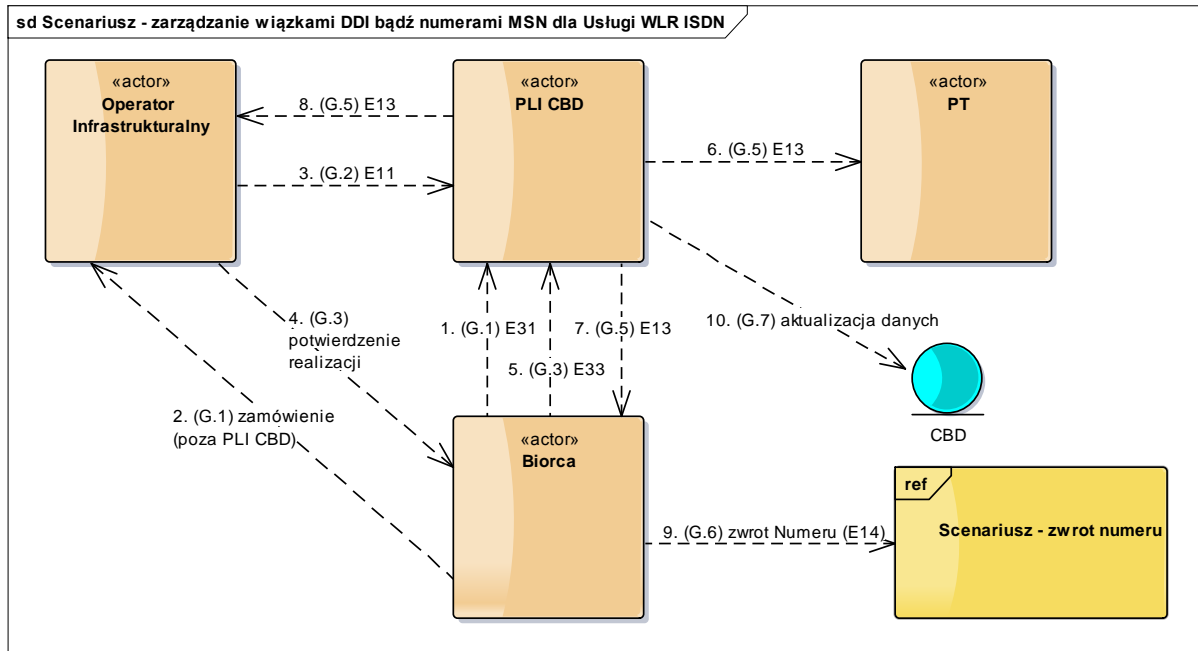 sd Scenariusz - zarządzanie wiązkami DDI bądź numerami MSN dla Usługi WLR ISDN
«actor»
Operator
Infrastrukturalny
«actor»
PLI CBD
«actor»
PT
8. (G.5) E13
3. (G.2) E11
6. (G.5) E13
4. (G.3)
potwierdzenie
realizacji
1. (G.1) E31
7. (G.5) E13
5. (G.3) E33
10. (G.7) aktualizacja danych
2. (G.1) zamówienie
(poza PLI CBD)
CBD
«actor»
Biorca
9. (G.6) zwrot Numeru (E14)
ref
Scenariusz - zwrot numeru